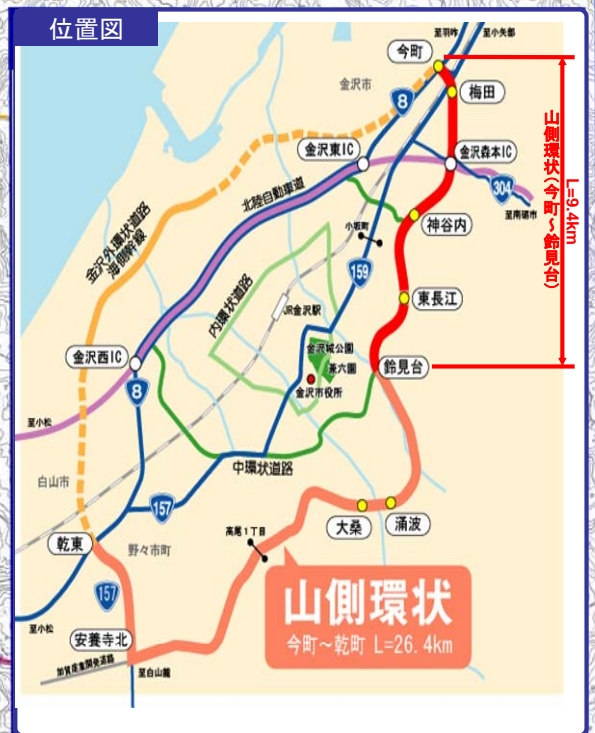 位置図
至羽咋
至小矢部
今町
金沢市
8
梅田
金沢東IC
金沢森本IC
北陸自動車道
304
至南砺市
山側環状(今町～鈴見台)
L=9.4km
金沢外環状道路
海側幹線
小坂町
神谷内
159
内環状道路
JR金沢駅
東長江
金沢城公園
兼六園
金沢西IC
金沢市役所
鈴見台
8
至小松
中環状道路
白山市
157
大桑
涌波
高尾1丁目
乾東
野々市町
157
山側環状
今町～乾町 L=26.4km
至小松
安養寺北
加賀産業開発道路
至白山麓